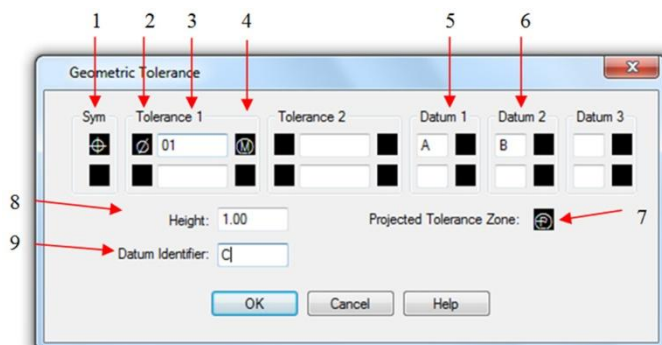 1 2 3 4 5 6
Geometric Tolerance X
Sym Tolerance 1 Tolerance 2 Datum 1 Datum 2 Datum 3
⌖ Ø 01 Ⓜ A B
8 Height: 1.00 Projected Tolerance Zone: Ⓟ 7
9 Datum Identifier: C
OK Cancel Help